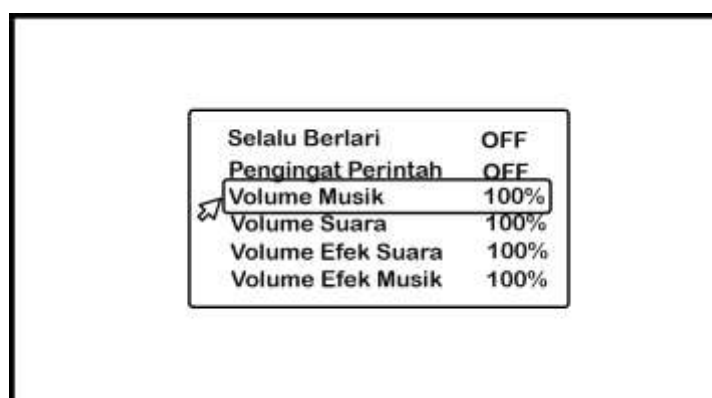 Selalu Berlari OFF
Pengingat Perintah OFF
Volume Musik 100%
Volume Suara 100%
Volume Efek Suara 100%
Volume Efek Musik 100%